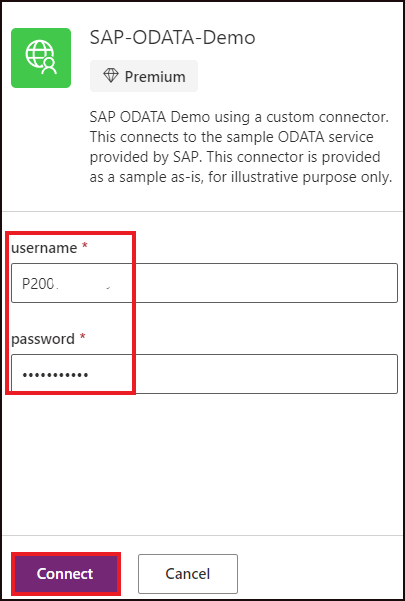 SAP-ODATA-Demo
Premium
SAP ODATA Demo using a custom connector.
This connects to the sample ODATA service
provided by SAP. This connector is provided
as a sample as-is, for illustrative purpose only.
username *
P200
password *
•••••••••••
Connect
Cancel